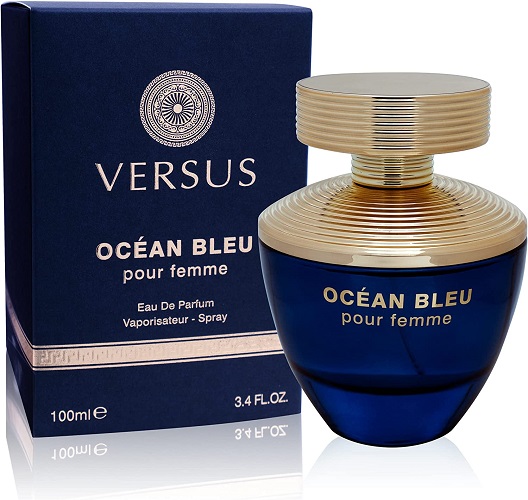 VERSUS
OCÉAN BLEU
pour femme
Eau De Parfum
Vaporisateur - Spray
100ml℮
3.4 FL.OZ.
OCÉAN BLEU
pour femme